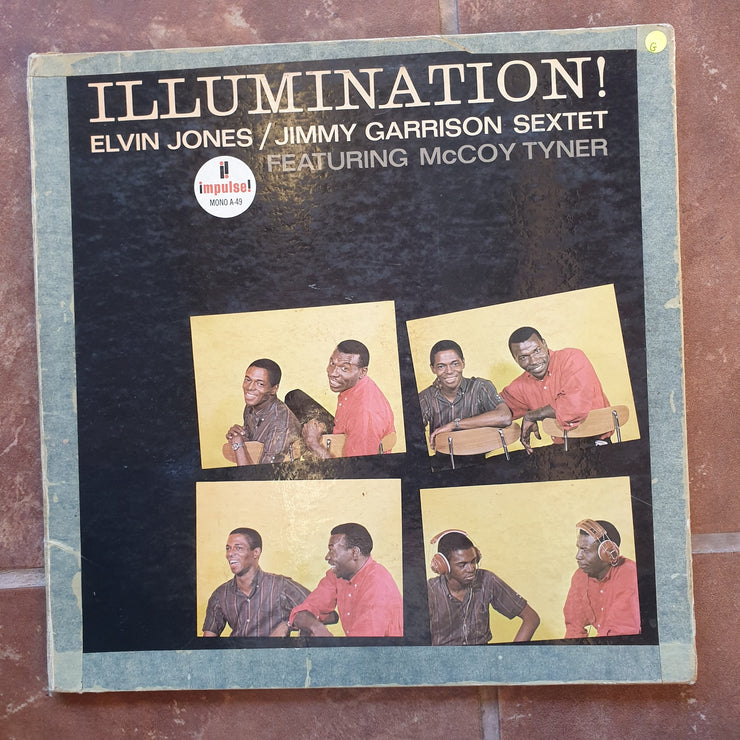 ILLUMINATION!
ELVIN JONES / JIMMY GARRISON SEXTET
FEATURING McCOY TYNER
impulse!
MONO A-49
G